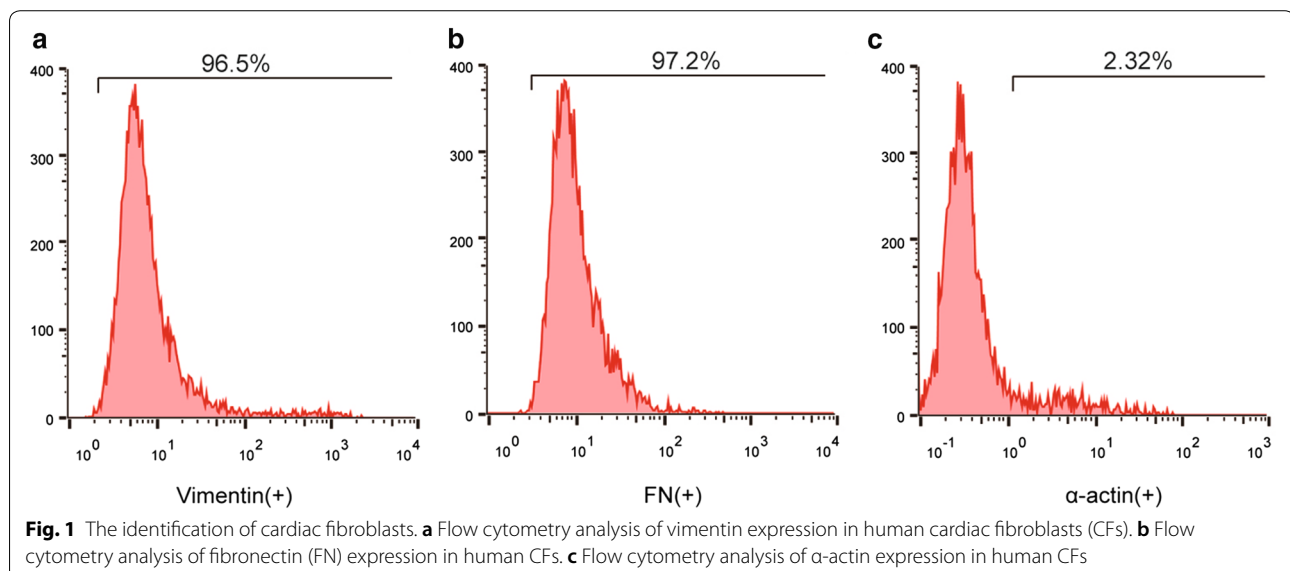 a
96.5%
400
300
200
100
0
10^0 10^1 10^2 10^3 10^4
Vimentin(+)
b
97.2%
400
300
200
100
0
10^0 10^1 10^2 10^3 10^4
FN(+)
c
2.32%
400
300
200
100
0
10^-1 10^0 10^1 10^2 10^3
α-actin(+)
Fig. 1 The identification of cardiac fibroblasts. a Flow cytometry analysis of vimentin expression in human cardiac fibroblasts (CFs). b Flow
cytometry analysis of fibronectin (FN) expression in human CFs. c Flow cytometry analysis of α-actin expression in human CFs